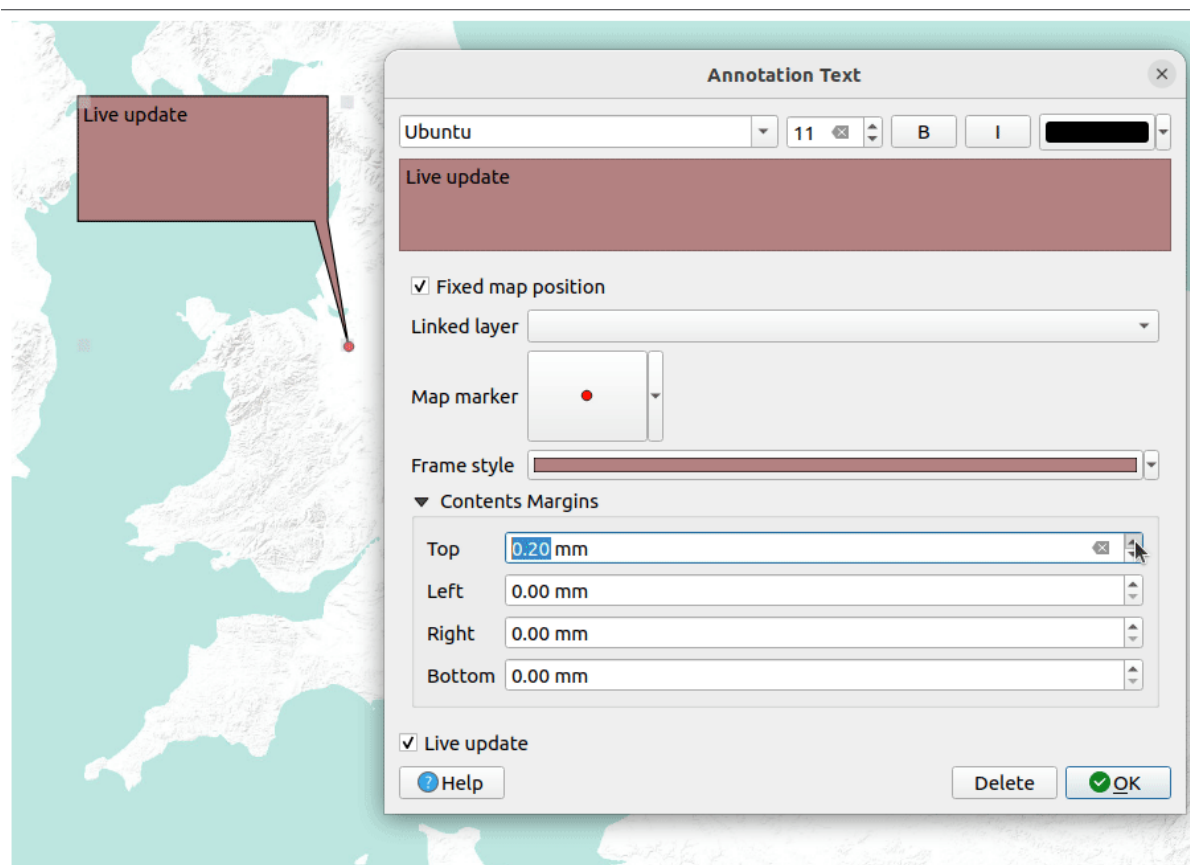 Annotation Text
Live update
Ubuntu
11
B
I
Live update
Fixed map position
Linked layer
Map marker
Frame style
Contents Margins
Top 0.20 mm
Left 0.00 mm
Right 0.00 mm
Bottom 0.00 mm
Live update
Help
Delete
OK